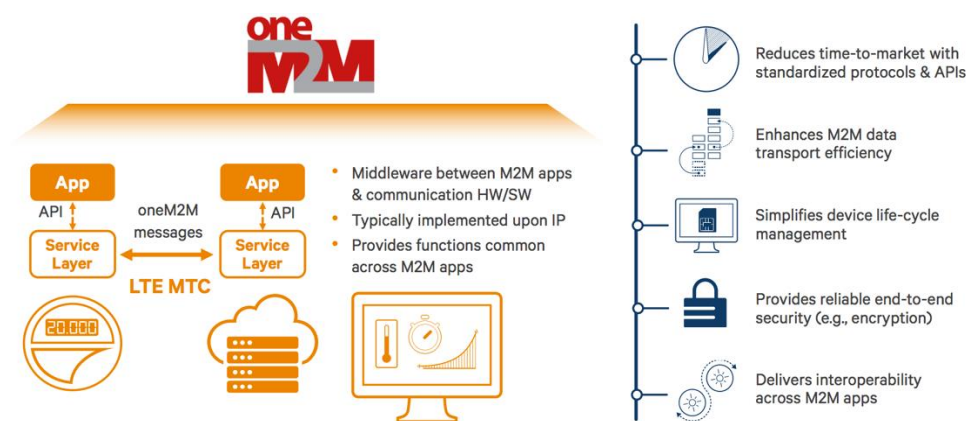 one
M2M
App
App
API
oneM2M
messages
API
Service
Layer
Service
Layer
LTE MTC
20.000
• Middleware between M2M apps
& communication HW/SW
• Typically implemented upon IP
• Provides functions common
across M2M apps
Reduces time-to-market with
standardized protocols & APIs
Enhances M2M data
transport efficiency
Simplifies device life-cycle
management
Provides reliable end-to-end
security (e.g., encryption)
Delivers interoperability
across M2M apps